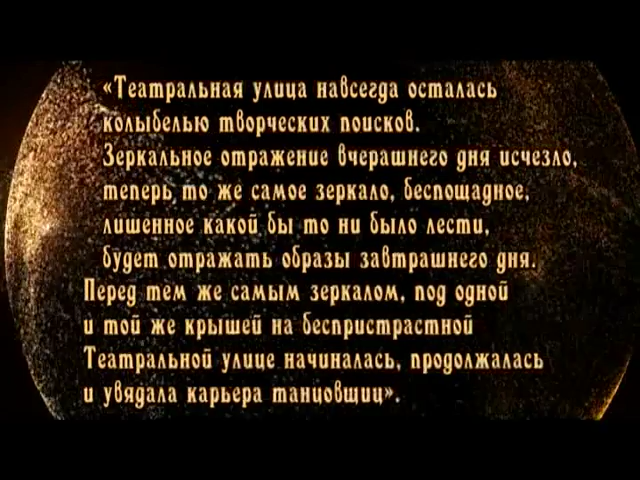 «Театральная улица навсегда осталась
колыбелью творческих поисков.
Зеркальное отражение вчерашнего дня исчезло,
теперь то же самое зеркало, беспощадное,
лишенное какой бы то ни было лести,
будет отражать образы завтрашнего дня.
Перед тем же самым зеркалом, под одной
и той же крышей на беспристрастной
Театральной улице начиналась, продолжалась
и увядала карьера танцовщиц».